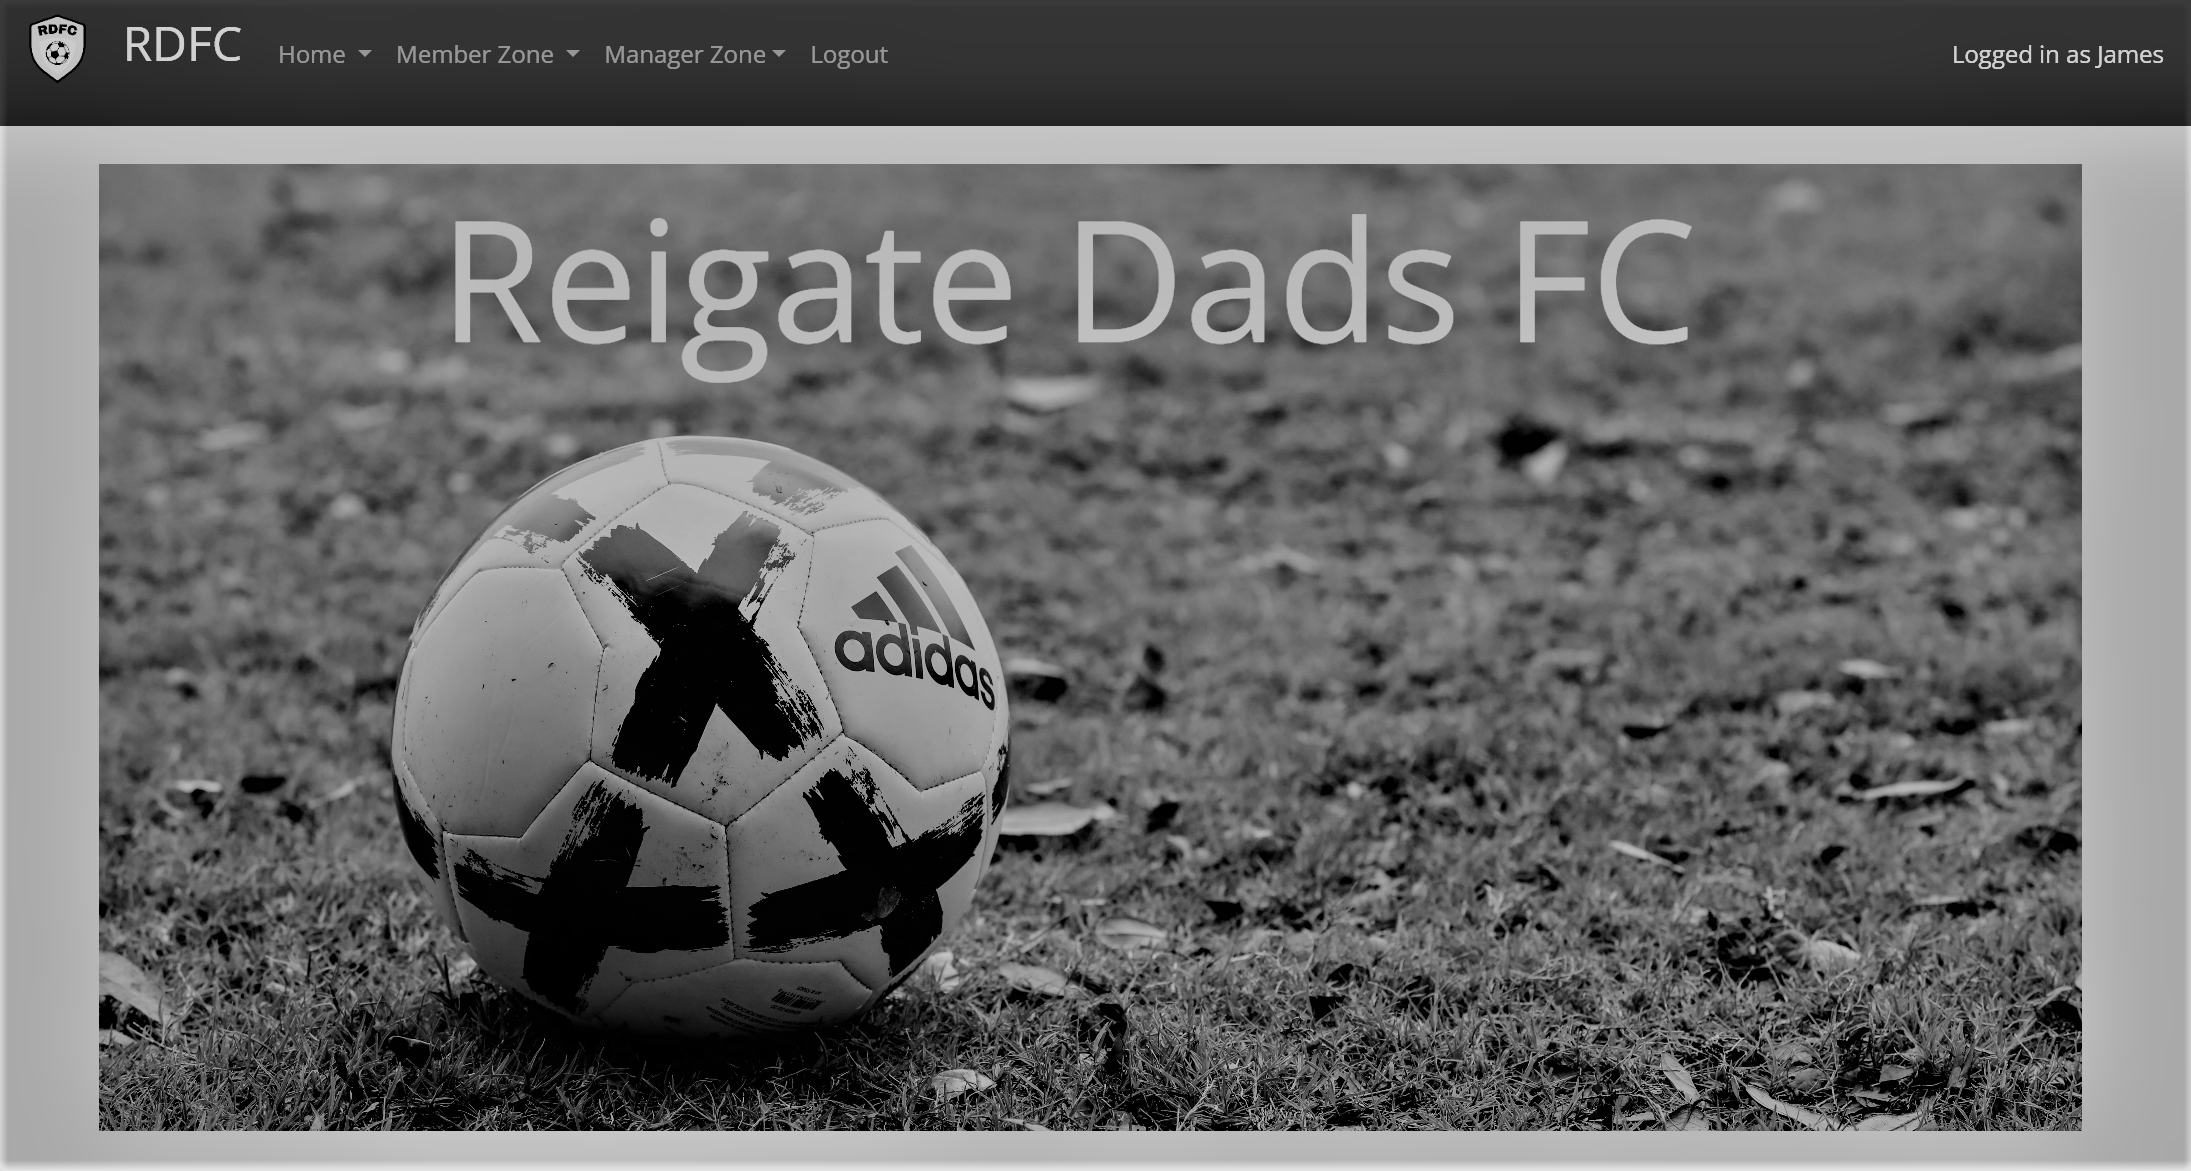 RDFC
RDFC Home Member Zone Manager Zone Logout Logged in as James
Reigate Dads FC
adidas